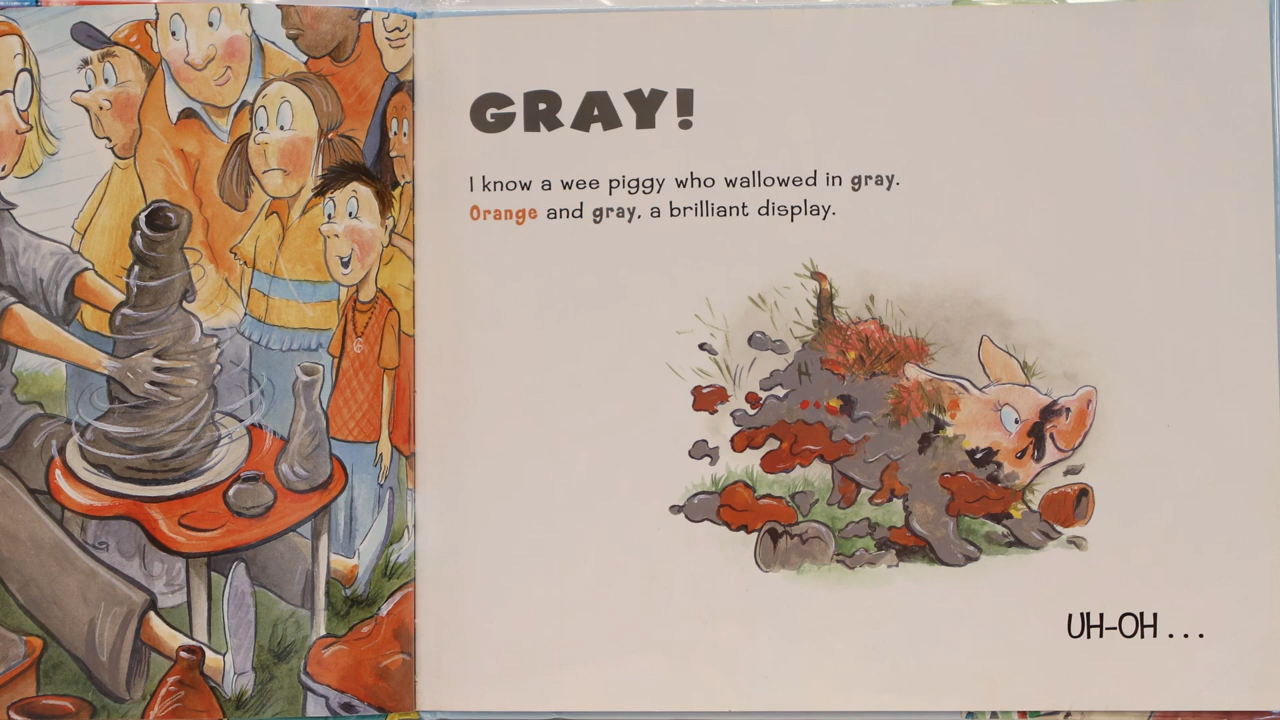 GRAY!
I know a wee piggy who wallowed in gray.
Orange and gray, a brilliant display.
UH-OH . . .